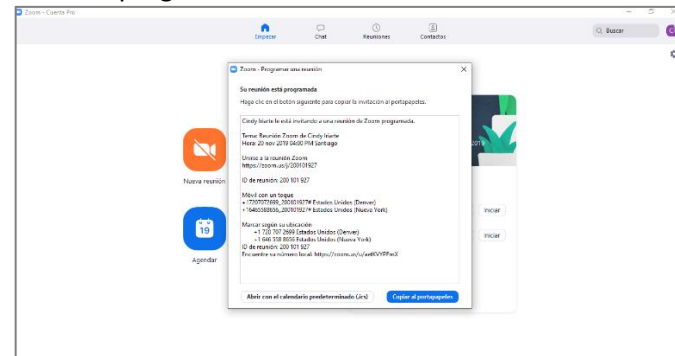 Zoom - Cuenta Pro
Empezar
Chat
Reuniones
Contactos
Buscar
Zoom - Programar una reunión
Su reunión está programada
Haga clic en el botón siguiente para copiar la invitación al portapapeles.
Cindy Iriarte le está invitando a una reunión de Zoom programada.
Tema: Reunión Zoom de Cindy Iriarte
Hora: 20 nov 2019 04:00 PM Santiago
Unirse a la reunión Zoom
https://zoom.us/j/200101927
ID de reunión: 200 101 927
Móvil con un toque
+17207072699,,200101927# Estados Unidos (Denver)
+16465588656,,200101927# Estados Unidos (Nueva York)
Marcar según su ubicación
+1 720 707 2699 Estados Unidos (Denver)
+1 646 558 8656 Estados Unidos (Nueva York)
ID de reunión: 200 101 927
Encuentre su número local:
Abrir con el calendario predeterminado (.ics)
Copiar al portapapeles
Nueva reunión
19
Agendar
2019
Iniciar
Iniciar